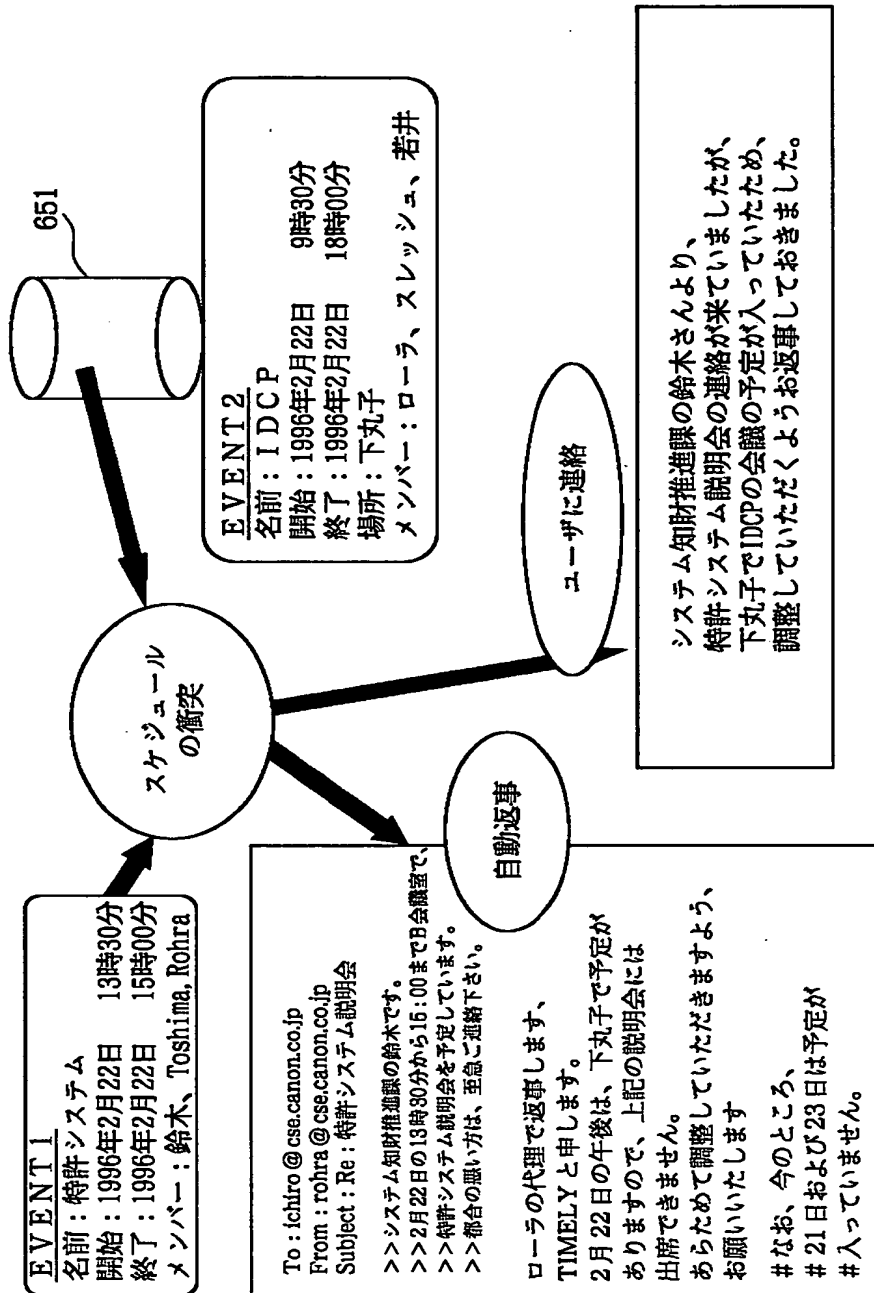 EVENT1
名前：特許システム
開始：1996年2月22日　13時30分
終了：1996年2月22日　15時00分
メンバー：鈴木、Toshima,Rohra
スケジュール
の衝突
651
EVENT2
名前：IDCP
開始：1996年2月22日　9時30分
終了：1996年2月22日　18時00分
場所：下丸子
メンバー：ローラ、スレッシュ、若井
To : ichiro @ cse.canon.co.jp
From : rohra @ cse.canon.co.jp
Subject : Re : 特許システム説明会
>>システム知財推進課の鈴木です。
>>2月22日の13時30分から15:00までB会議室で、
>>特許システム説明会を予定しています。
>>都合の悪い方は、至急ご連絡下さい。
ローラの代理で返事します、
TIMELYと申します。
2月22日の午後は、下丸子で予定が
ありますので、上記の説明会には
出席できません。
あらためて調整していただきますよう、
お願いいたします
#なお、今のところ、
#21日および23日は予定が
#入っていません。
自動返事
ユーザに連絡
システム知財推進課の鈴木さんより、
特許システム説明会の連絡が来ていましたが、
下丸子でIDCPの会議の予定が入っていたため、
調整していただくようお返事しておきました。